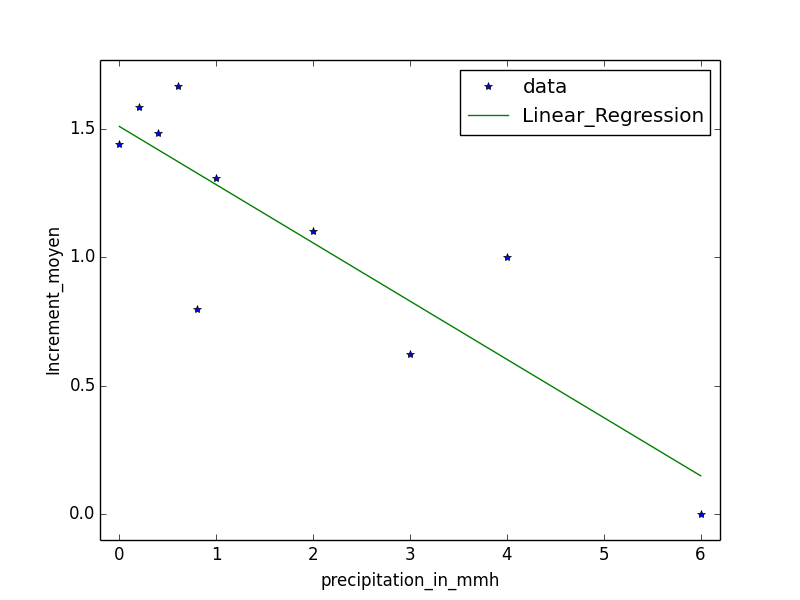 data
Linear_Regression
1.5
1.0
0.5
0.0
Increment_moyen
0 1 2 3 4 5 6
precipitation_in_mmh